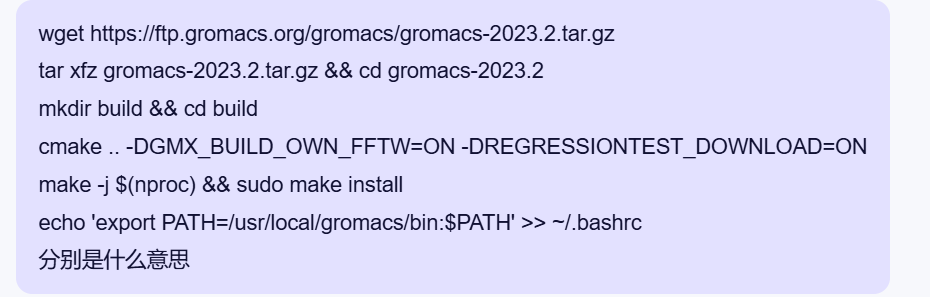 wget https://ftp.gromacs.org/gromacs/gromacs-2023.2.tar.gz
tar xfz gromacs-2023.2.tar.gz && cd gromacs-2023.2
mkdir build && cd build
cmake .. -DGMX_BUILD_OWN_FFTW=ON -DREGRESSIONTEST_DOWNLOAD=ON
make -j $(nproc) && sudo make install
echo 'export PATH=/usr/local/gromacs/bin:$PATH' >> ~/.bashrc
分别是什么意思